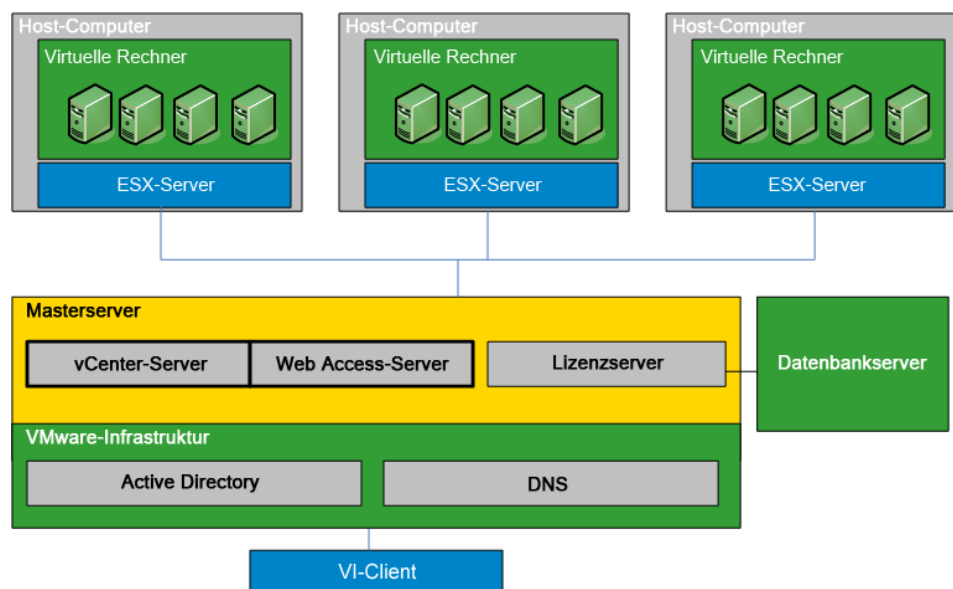 Host-Computer
Virtuelle Rechner
ESX-Server
Host-Computer
Virtuelle Rechner
ESX-Server
Host-Computer
Virtuelle Rechner
ESX-Server
Masterserver
vCenter-Server
Web Access-Server
Lizenzserver
Datenbankserver
VMware-Infrastruktur
Active Directory
DNS
VI-Client